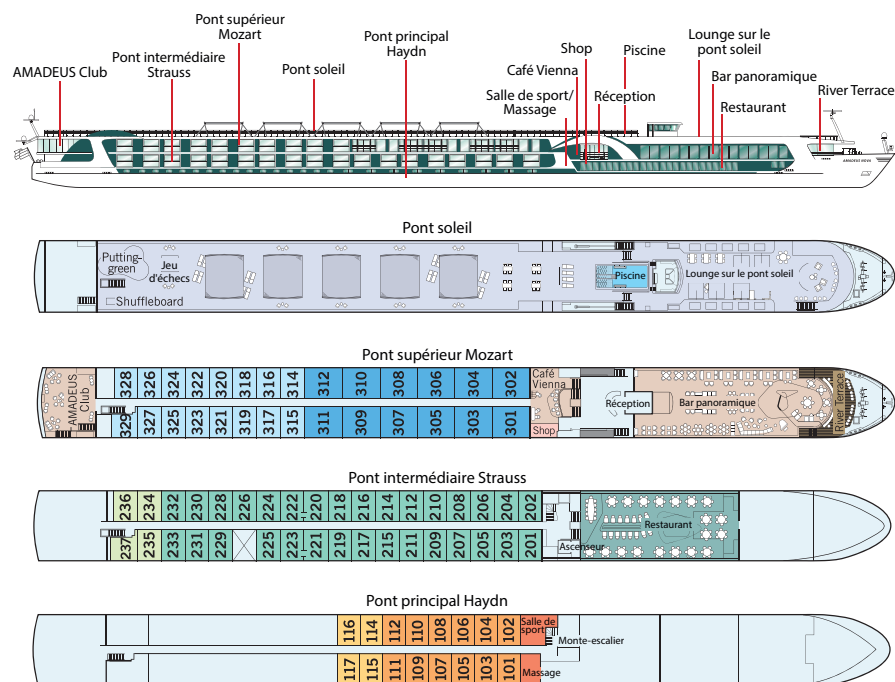 Pont supérieur
Mozart
Pont principal
Haydn
Lounge sur le
pont soleil
Shop
Piscine
Pont intermédiaire
Strauss
AMADEUS Club
Pont soleil
Café Vienna
Bar panoramique
Salle de sport/
Massage
Réception
Restaurant
River Terrace
AMADEUS NOVA
Pont soleil
Putting-
green
Jeu
d'échecs
Shuffleboard
Piscine
Lounge sur le pont soleil
Pont supérieur Mozart
AMADEUS
Club
328 326 324 322 320 318 316 314 312 310 308 306 304 302
329 327 325 323 321 319 317 315 311 309 307 305 303 301
Café
Vienna
Shop
Réception
Bar panoramique
River Terrace
Pont intermédiaire Strauss
236 234 232 230 228 226 224 222 220 218 216 214 212 210 208 206 204 202
237 235 233 231 229 225 223 221 219 217 215 211 209 207 205 203 201
Ascenseur
Restaurant
Pont principal Haydn
116 114 112 110 108 106 104 102
117 115 111 109 107 105 103 101
Salle de
sport
Monte-escalier
Massage